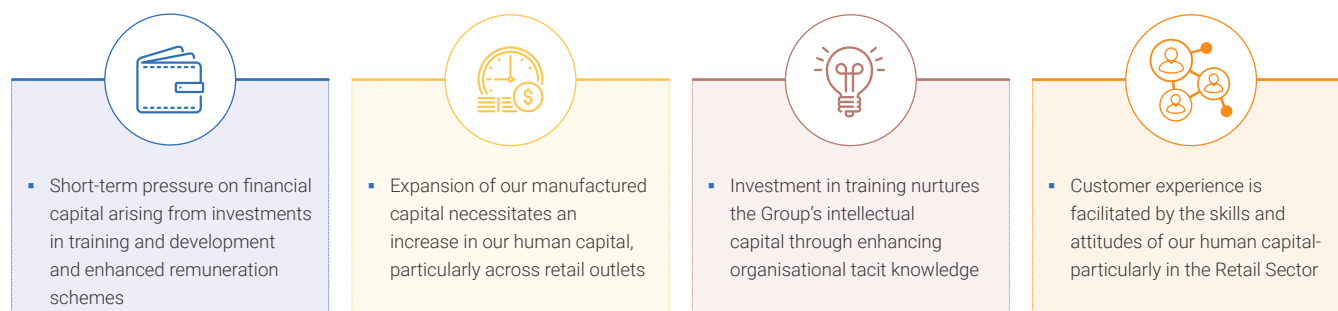 ▪ Short-term pressure on financial
capital arising from investments
in training and development
and enhanced remuneration
schemes
▪ Expansion of our manufactured
capital necessitates an
increase in our human capital,
particularly across retail outlets
▪ Investment in training nurtures
the Group's intellectual
capital through enhancing
organisational tacit knowledge
▪ Customer experience is
facilitated by the skills and
attitudes of our human capital-
particularly in the Retail Sector
$